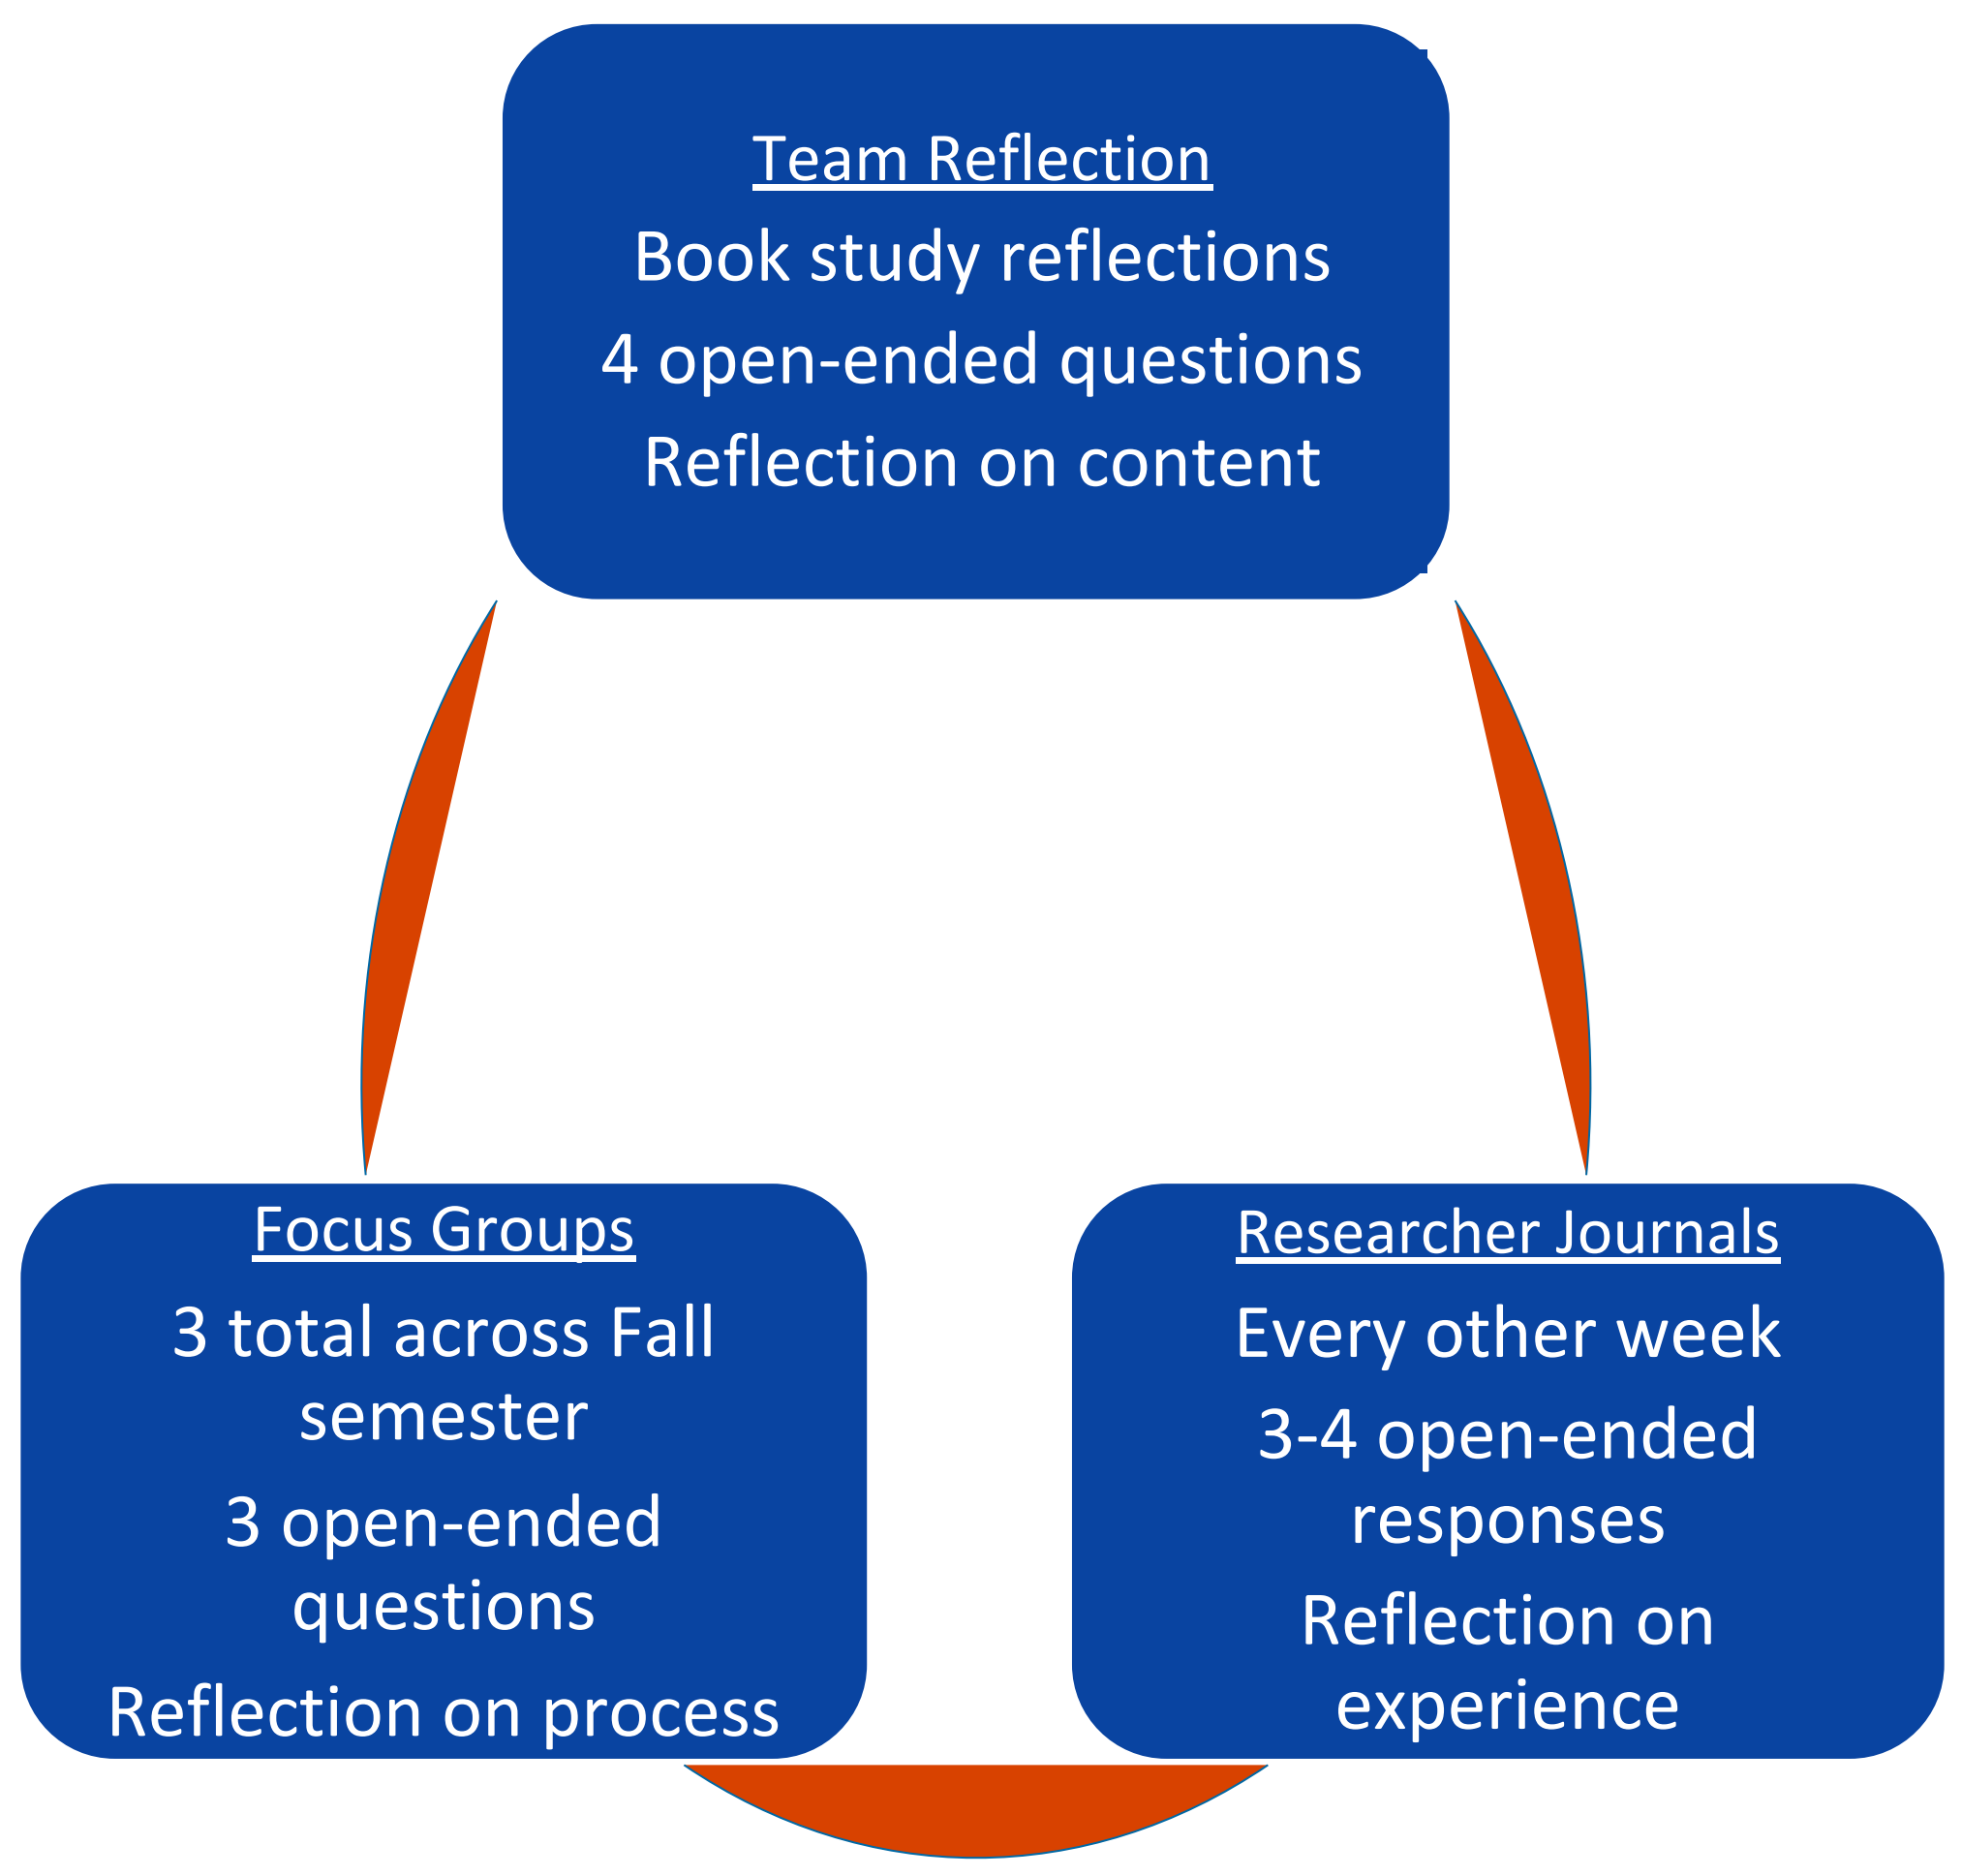 Team Reflection
Book study reflections
4 open-ended questions
Reflection on content
Focus Groups
3 total across Fall
semester
3 open-ended
questions
Reflection on process
Researcher Journals
Every other week
3-4 open-ended
responses
Reflection on
experience